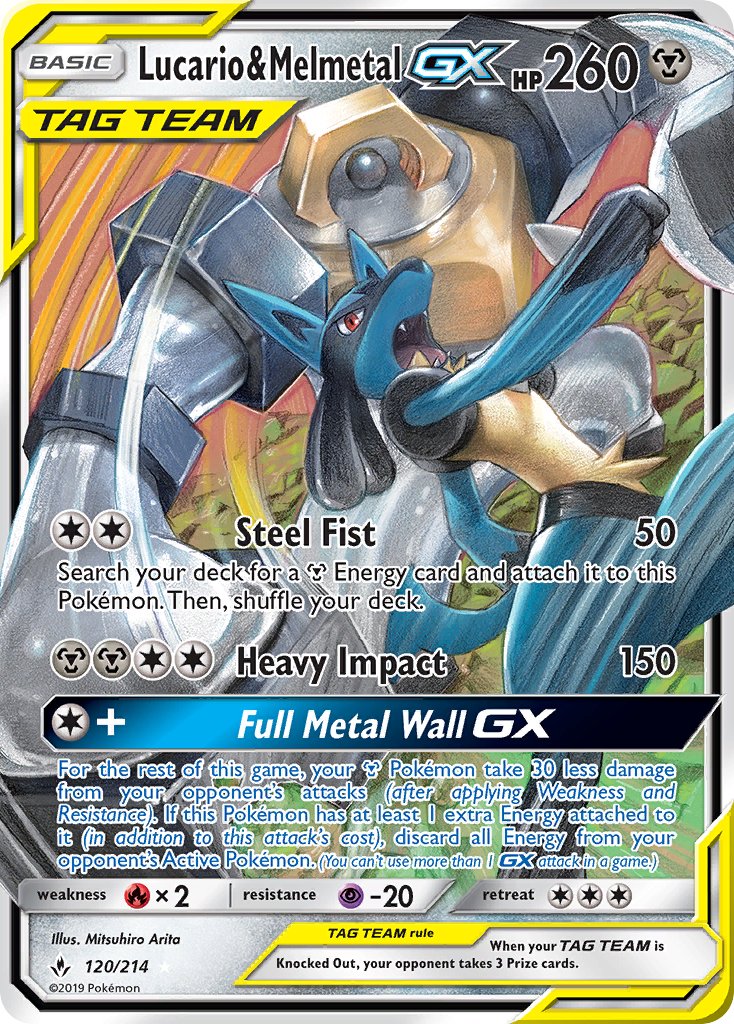 BASIC Lucario&Melmetal GX HP 260
TAG TEAM
Steel Fist 50
Search your deck for a Energy card and attach it to this
Pokémon. Then, shuffle your deck.
Heavy Impact 150
+ Full Metal Wall GX
For the rest of this game, your Pokémon take 30 less damage
from your opponent's attacks (after applying Weakness and
Resistance). If this Pokémon has at least 1 extra Energy attached to
it (in addition to this attack's cost), discard all Energy from your
opponent's Active Pokémon. (You can't use more than 1 GX attack in a game.)
weakness × 2 resistance -20 retreat
Illus. Mitsuhiro Arita
TAG TEAM rule
When your TAG TEAM is
Knocked Out, your opponent takes 3 Prize cards.
120/214
©2019 Pokémon